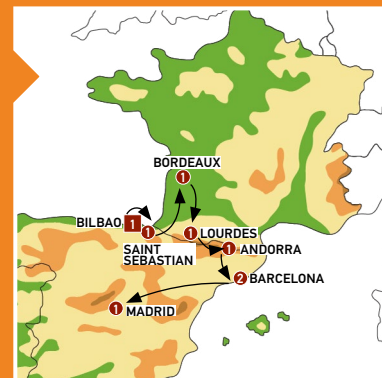 BORDEAUX
1
BILBAO 1
1
SAINT
SEBASTIAN
1 LOURDES
1 ANDORRA
2 BARCELONA
1 MADRID